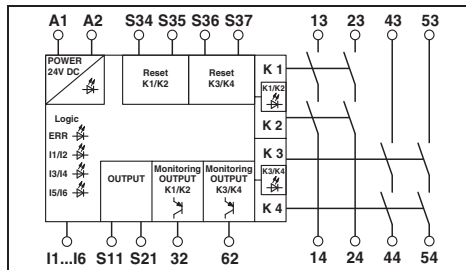 A1 A2 S34 S35 S36 S37 13 23 43 53
POWER
24V DC
Reset
K1/K2
Reset
K3/K4
K 1
K1/K2
K 2
Logic
ERR
I1/I2
I3/I4
I5/I6
OUTPUT
Monitoring
OUTPUT
K1/K2
Monitoring
OUTPUT
K3/K4
K 3
K3/K4
K 4
I1...I6 S11 S21 32 62 14 24 44 54